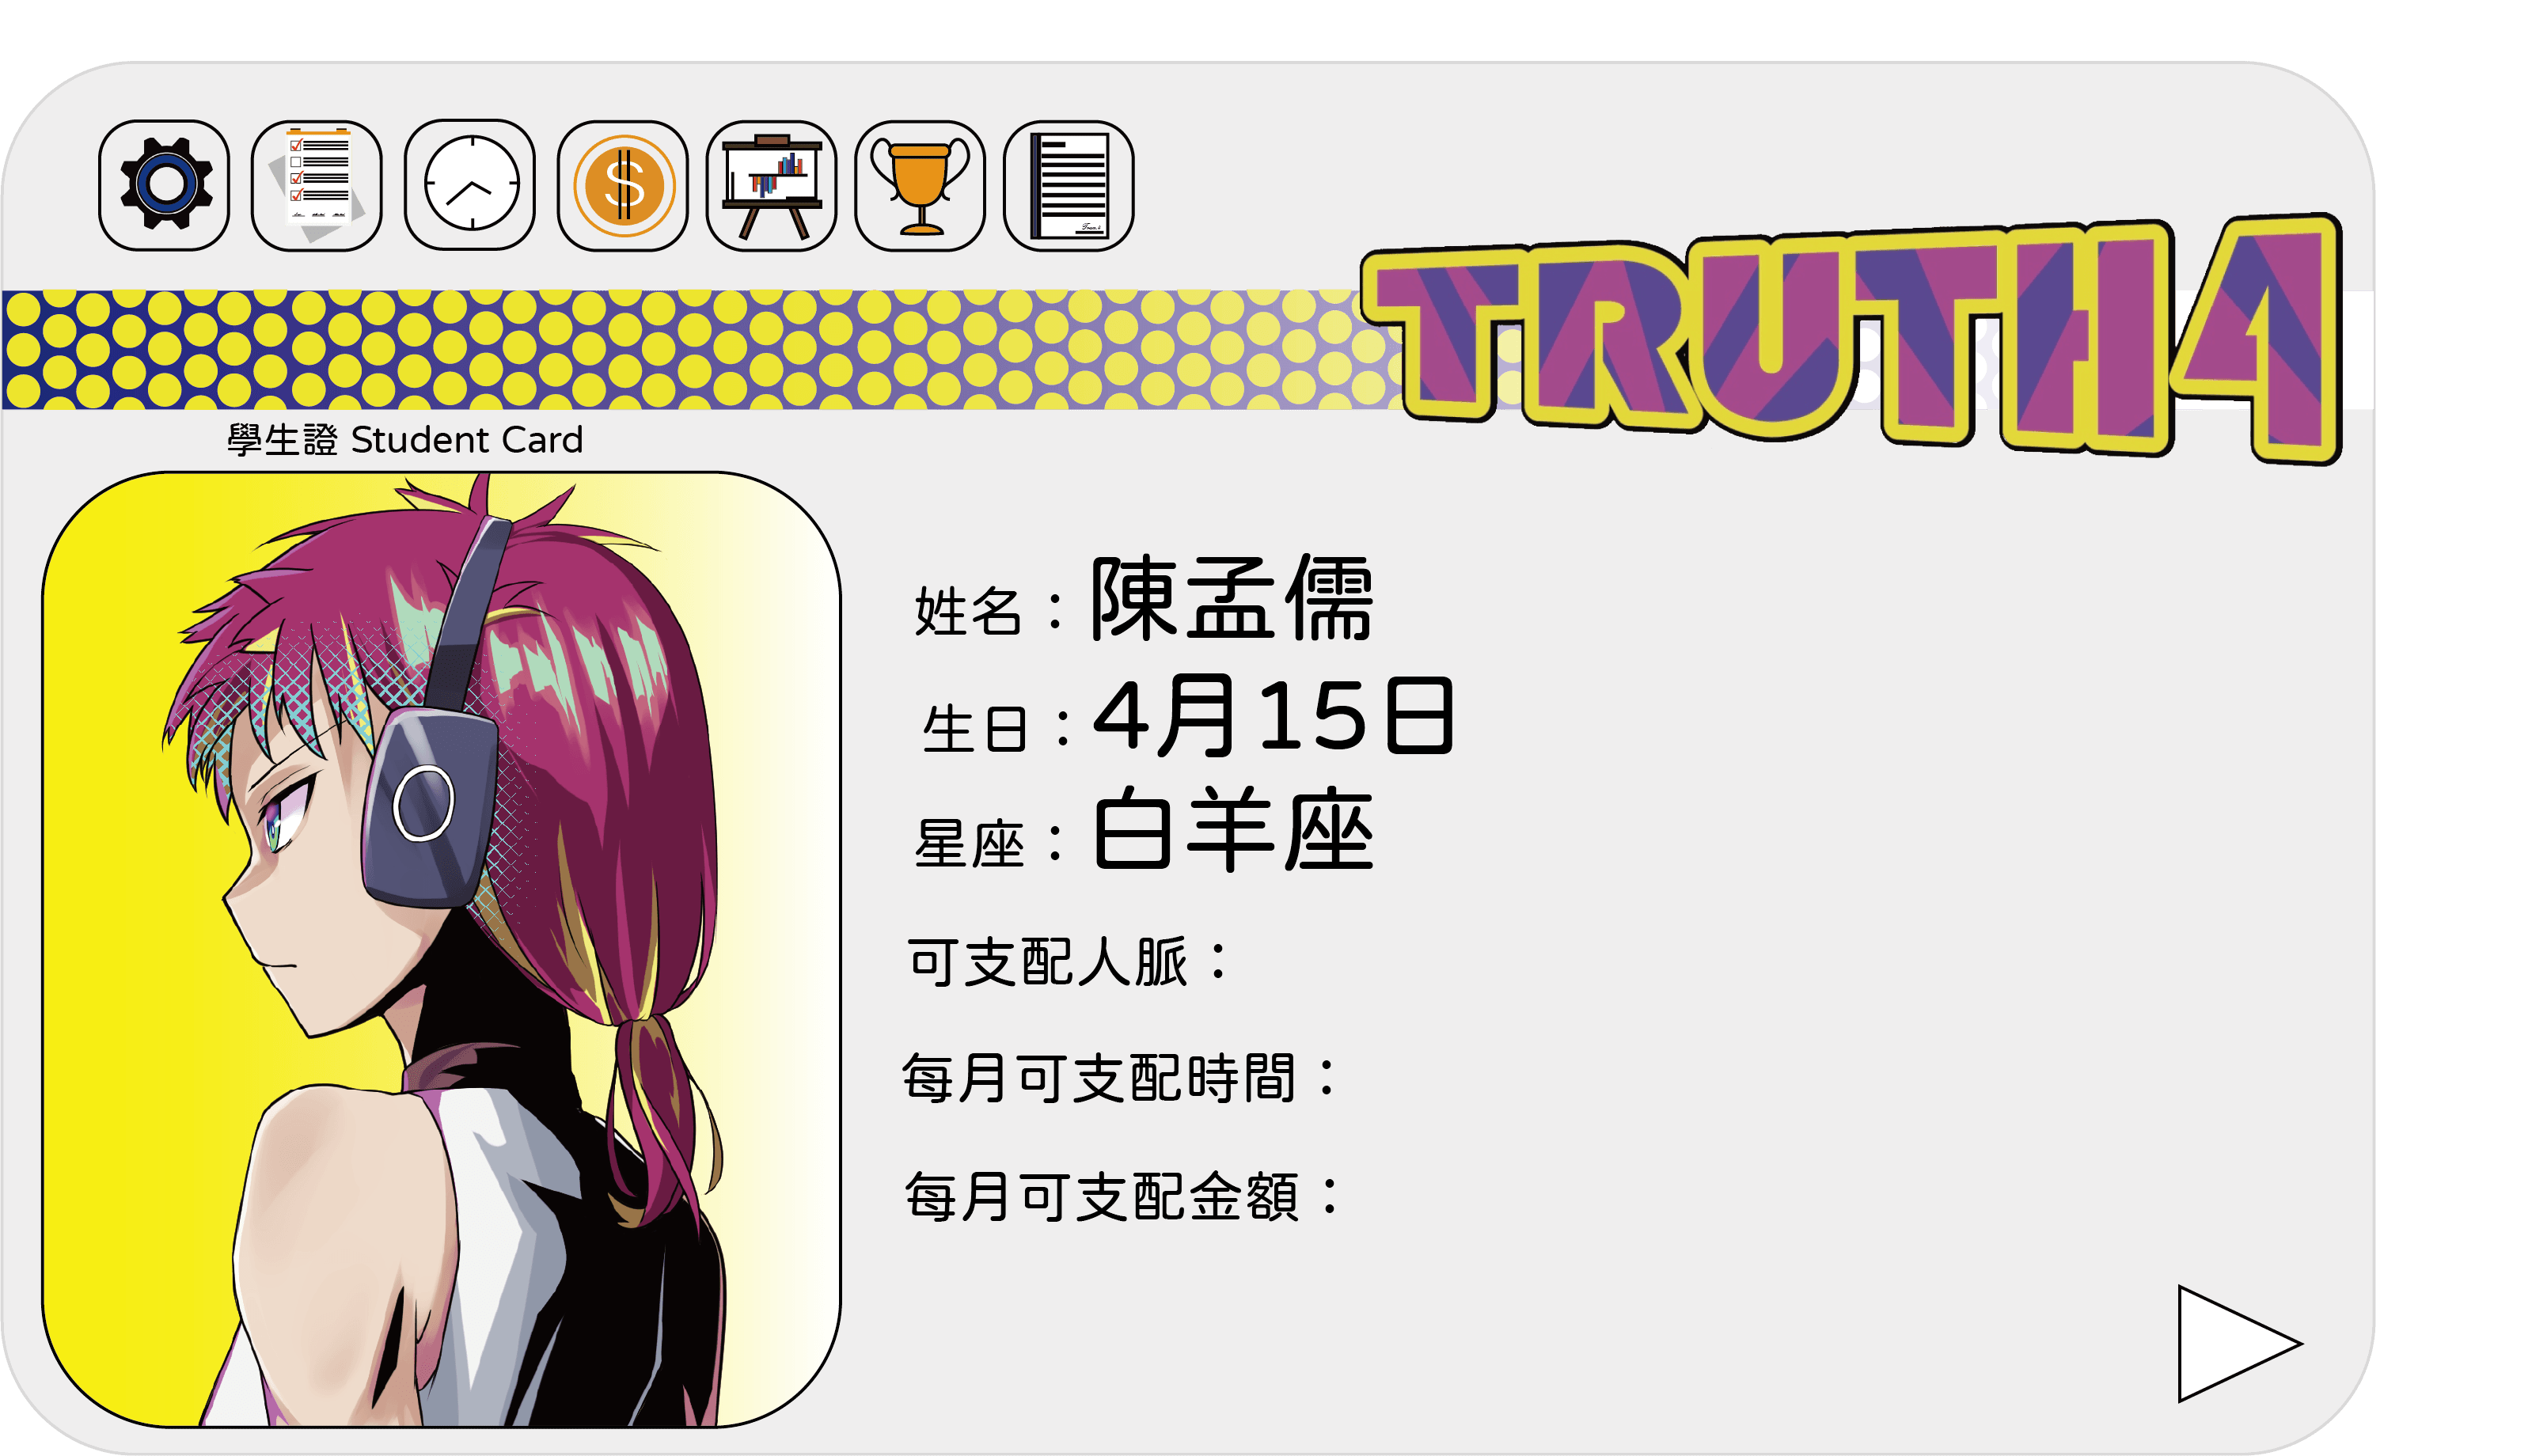 $
TRUTH4
學生證 Student Card
姓名：陳孟儒
生日：4月15日
星座：白羊座
可支配人脈：
每月可支配時間：
每月可支配金額：